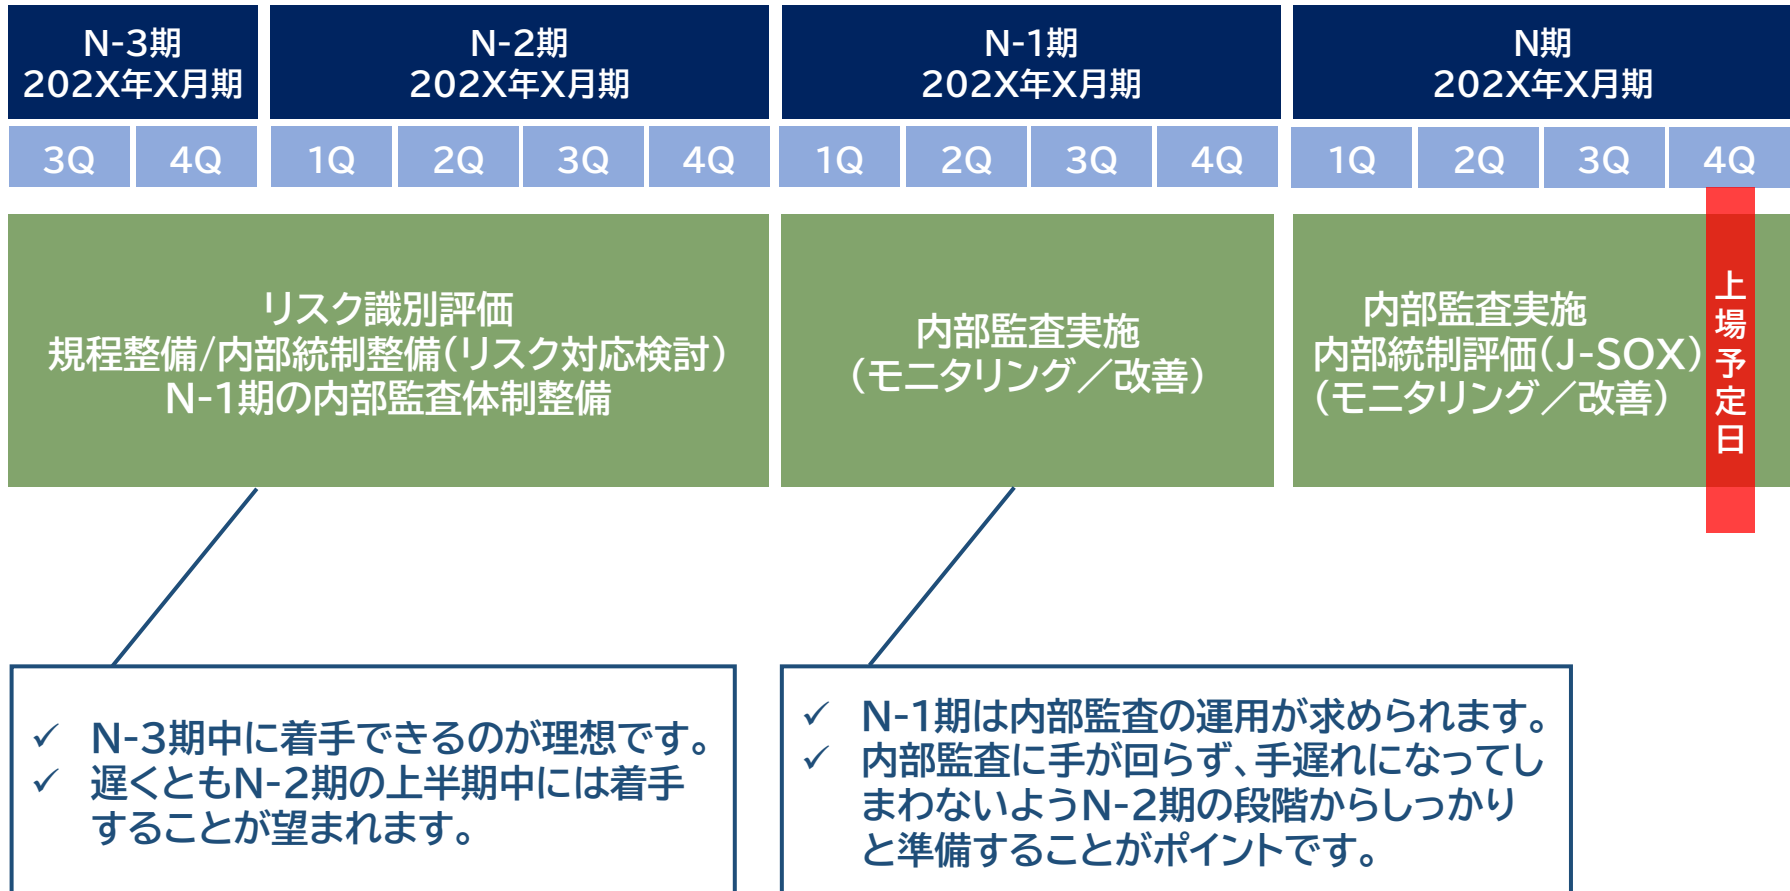 N-3期
202X年X月期
N-2期
202X年X月期
N-1期
202X年X月期
N期
202X年X月期
3Q 4Q 1Q 2Q 3Q 4Q 1Q 2Q 3Q 4Q 1Q 2Q 3Q 4Q
リスク識別評価
規程整備/内部統制整備(リスク対応検討)
N-1期の内部監査体制整備
内部監査実施
(モニタリング／改善)
内部監査実施
内部統制評価(J-SOX)
(モニタリング／改善)
上場予定日
✓ N-3期中に着手できるのが理想です。
✓ 遅くともN-2期の上半期中には着手
することが望まれます。
✓ N-1期は内部監査の運用が求められます。
✓ 内部監査に手が回らず、手遅れになってし
まわないようN-2期の段階からしっかり
と準備することがポイントです。